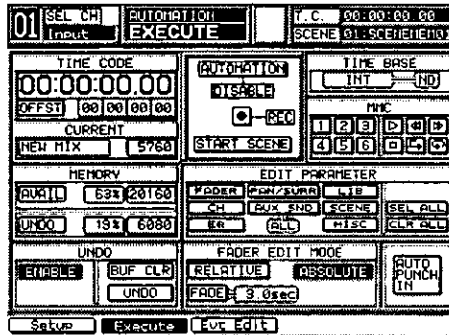 01 SEL CH Input AUTOMATION EXECUTE T.C. 00:00:00.00
SCENE 01:SCENEMEM01
TIME CODE
00:00:00.00
OFFST 00 00 00 00
CURRENT
NEW MIX 5760
AUTOMATION
DISABLE
REC
START SCENE
TIME BASE
INT ND
MMC
1 2 3
4 5 6
MEMORY
AVAIL 63% 20160
UNDO 19% 6080
EDIT PARAMETER
FADER PAN/SURR LIB
CH AUX SND SCENE SEL ALL
EQ ALL MISC CLR ALL
UNDO
ENABLE BUF CLR
UNDO
FADER EDIT MODE
RELATIVE ABSOLUTE
FADE 3.0sec
AUTO PUNCH IN
Setup Execute Evt Edit